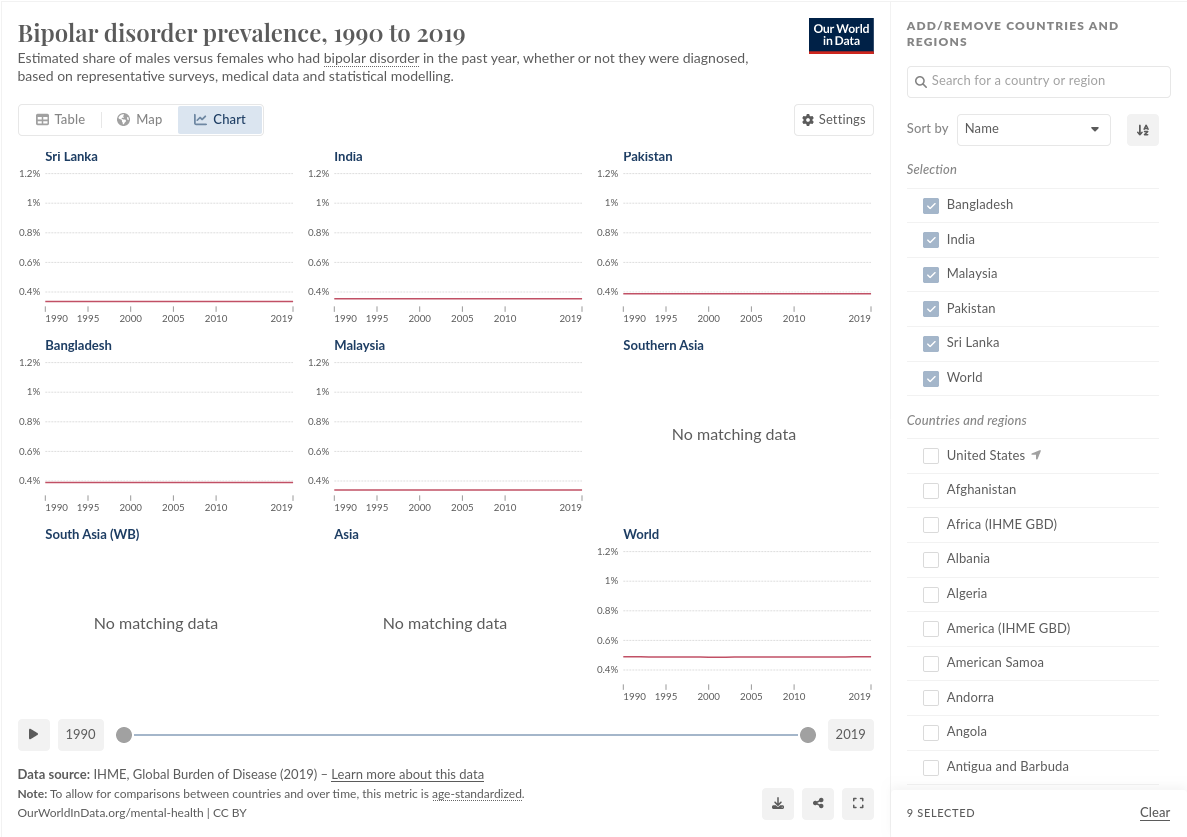 Bipolar disorder prevalence, 1990 to 2019
Estimated share of males versus females who had bipolar disorder in the past year, whether or not they were diagnosed,
based on representative surveys, medical data and statistical modelling.
Our World
in Data
Table
Map
Chart
Settings
Sri Lanka
1.2%
1%
0.8%
0.6%
0.4%
1990 1995 2000 2005 2010 2019
India
1.2%
1%
0.8%
0.6%
0.4%
1990 1995 2000 2005 2010 2019
Pakistan
1.2%
1%
0.8%
0.6%
0.4%
1990 1995 2000 2005 2010 2019
Bangladesh
1.2%
1%
0.8%
0.6%
0.4%
1990 1995 2000 2005 2010 2019
Malaysia
1.2%
1%
0.8%
0.6%
0.4%
1990 1995 2000 2005 2010 2019
Southern Asia
No matching data
South Asia (WB)
No matching data
Asia
No matching data
World
1.2%
1%
0.8%
0.6%
0.4%
1990 1995 2000 2005 2010 2019
1990
2019
Data source: IHME, Global Burden of Disease (2019) – Learn more about this data
Note: To allow for comparisons between countries and over time, this metric is age-standardized.
OurWorldInData.org/mental-health | CC BY
ADD/REMOVE COUNTRIES AND
REGIONS
Search for a country or region
Sort by Name
Selection
Bangladesh
India
Malaysia
Pakistan
Sri Lanka
World
Countries and regions
United States
Afghanistan
Africa (IHME GBD)
Albania
Algeria
America (IHME GBD)
American Samoa
Andorra
Angola
Antigua and Barbuda
9 SELECTED
Clear